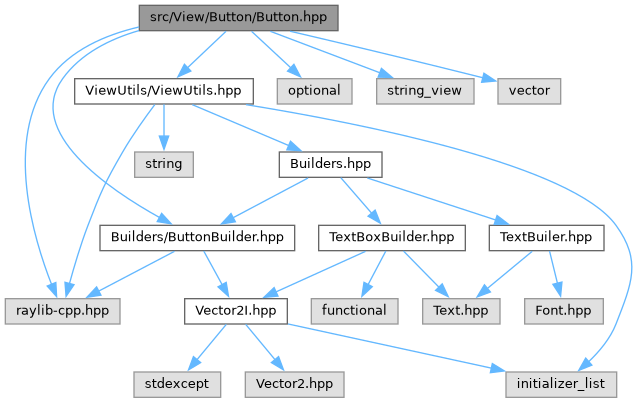 src/View/Button/Button.hpp
ViewUtils/ViewUtils.hpp
optional
string_view
vector
string
Builders.hpp
Builders/ButtonBuilder.hpp
TextBoxBuilder.hpp
TextBuiler.hpp
raylib-cpp.hpp
Vector2I.hpp
functional
Text.hpp
Font.hpp
stdexcept
Vector2.hpp
initializer_list